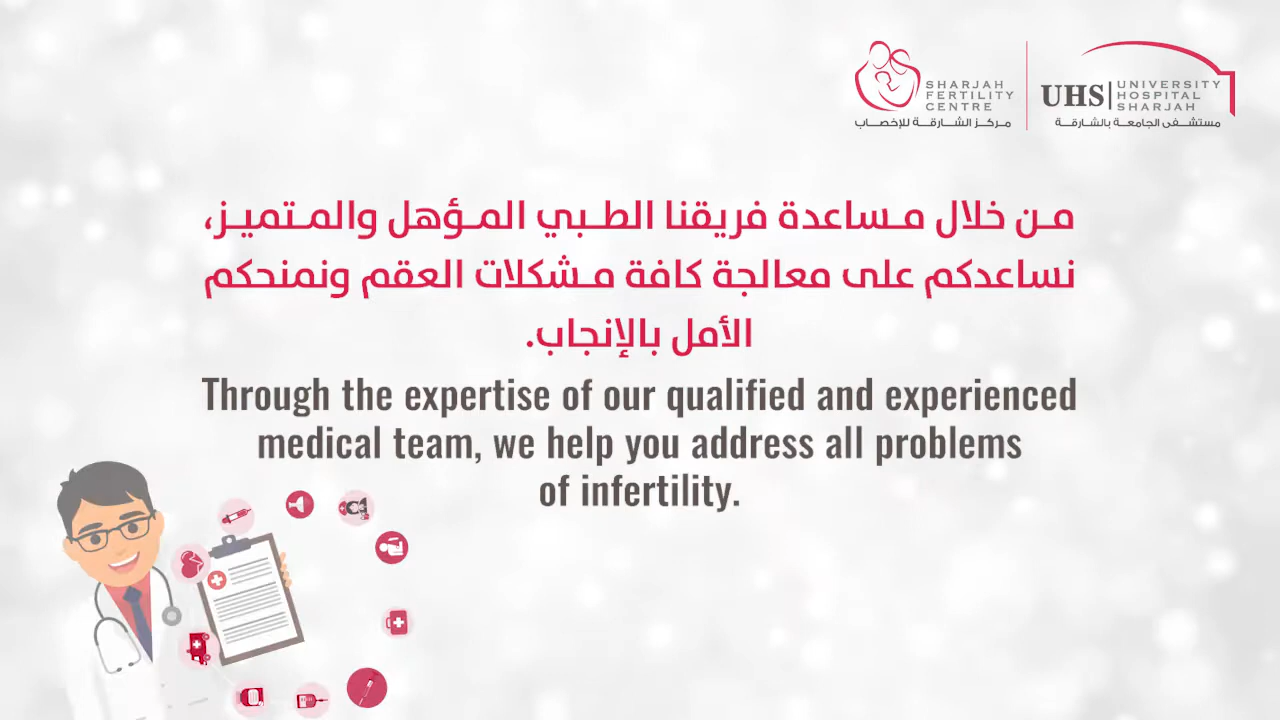 SHARJAH
FERTILITY
CENTRE
مركز الشارقة للإخصاب
UHS
UNIVERSITY
HOSPITAL
SHARJAH
مستشفى الجامعة بالشارقة
من خلال مساعدة فريقنا الطبي المؤهل والمتميز،
نساعدكم على معالجة كافة مشكلات العقم ونمنحكم
الأمل بالإنجاب.
Through the expertise of our qualified and experienced
medical team, we help you address all problems
of infertility.